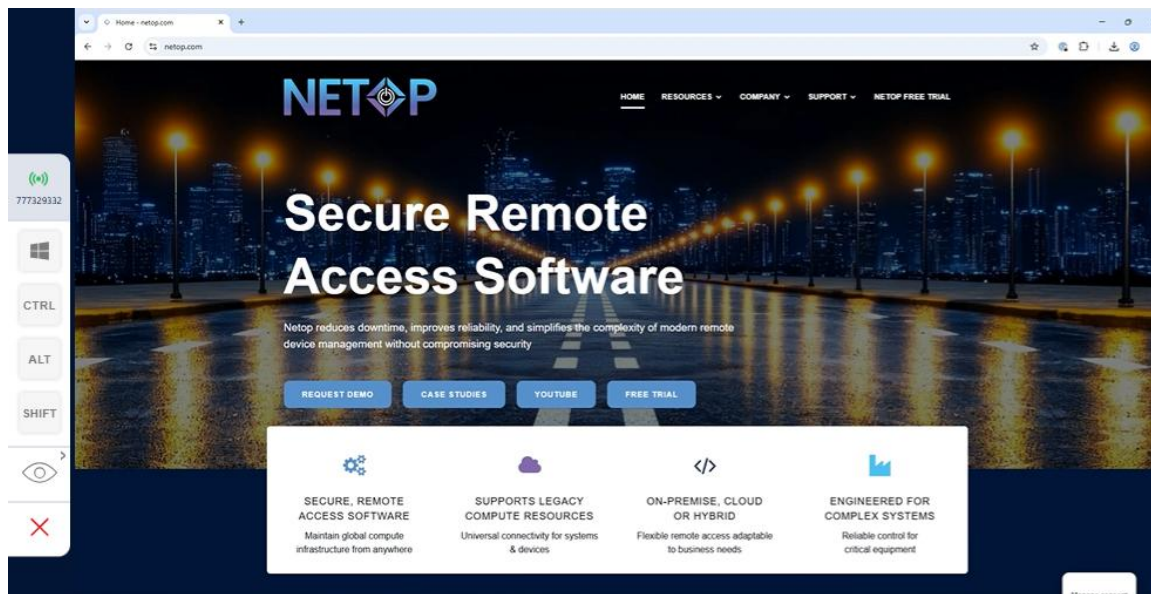 Home - netop.com
netop.com
NETOP
HOME
RESOURCES
COMPANY
SUPPORT
NETOP FREE TRIAL
777329332
CTRL
ALT
SHIFT
Secure Remote
Access Software
Netop reduces downtime, improves reliability, and simplifies the complexity of modern remote
device management without compromising security
REQUEST DEMO
CASE STUDIES
YOUTUBE
FREE TRIAL
SECURE, REMOTE
ACCESS SOFTWARE
Maintain global compute
infrastructure from anywhere
SUPPORTS LEGACY
COMPUTE RESOURCES
Universal connectivity for systems
& devices
</> 
ON-PREMISE, CLOUD
OR HYBRID
Flexible remote access adaptable
to business needs
ENGINEERED FOR
COMPLEX SYSTEMS
Reliable control for
critical equipment